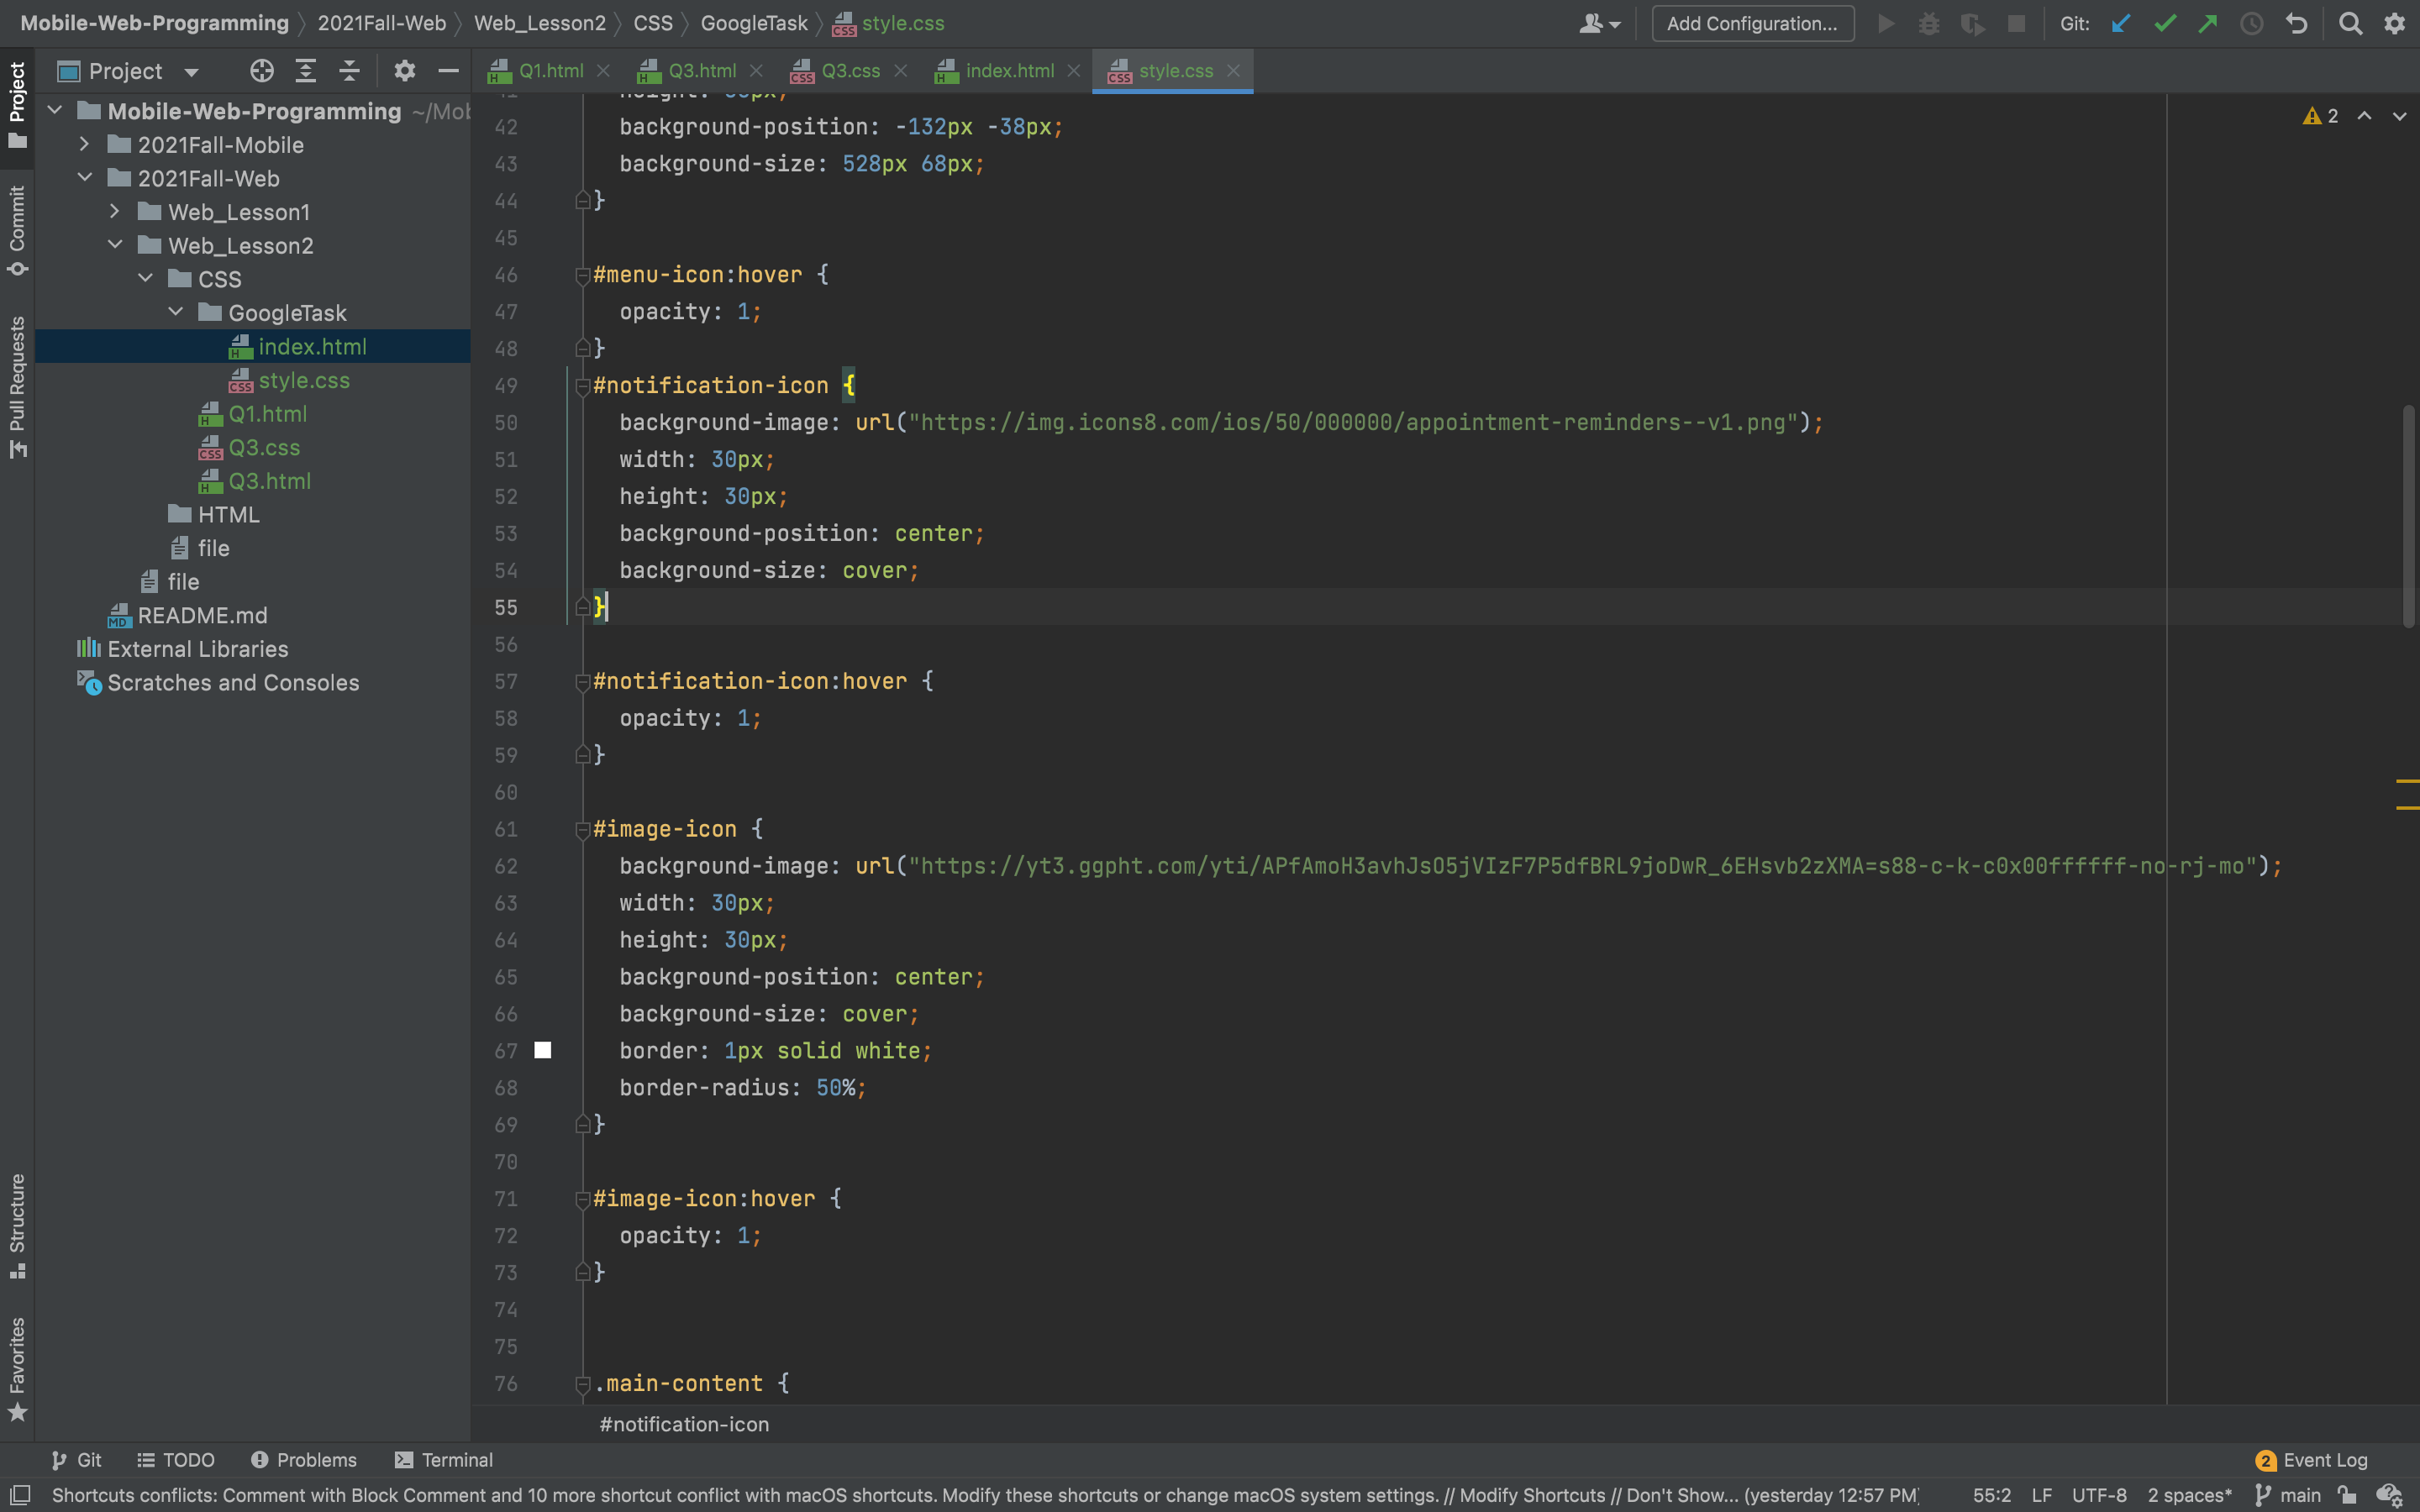 Mobile-Web-Programming 2021Fall-Web Web_Lesson2 CSS GoogleTask style.css Add Configuration... Git:
Project
Q1.html Q3.html Q3.css index.html style.css
Project
Commit
Pull Requests
Structure
Favorites
Mobile-Web-Programming
2021Fall-Mobile
2021Fall-Web
Web_Lesson1
Web_Lesson2
CSS
GoogleTask
index.html
style.css
Q1.html
Q3.css
Q3.html
HTML
file
file
README.md
External Libraries
Scratches and Consoles
2
42 background-position: -132px -38px;
43 background-size: 528px 68px;
44 }
45
46 #menu-icon:hover {
47 opacity: 1;
48 }
49 #notification-icon {
50 background-image: url("https://img.icons8.com/ios/50/000000/appointment-reminders--v1.png");
51 width: 30px;
52 height: 30px;
53 background-position: center;
54 background-size: cover;
55 }
56
57 #notification-icon:hover {
58 opacity: 1;
59 }
60
61 #image-icon {
62 background-image: url("https://yt3.ggpht.com/yti/APfAmoH3avhJsO5jVIzF7P5dfBRL9joDwR_6EHsvb2zXMA=s88-c-k-c0x00ffffff-no-rj-mo");
63 width: 30px;
64 height: 30px;
65 background-position: center;
66 background-size: cover;
67 border: 1px solid white;
68 border-radius: 50%;
69 }
70
71 #image-icon:hover {
72 opacity: 1;
73 }
74
75
76 .main-content {
#notification-icon
Git TODO Problems Terminal 2 Event Log
Shortcuts conflicts: Comment with Block Comment and 10 more shortcut conflict with macOS shortcuts. Modify these shortcuts or change macOS system settings. // Modify Shortcuts // Don't Show... (yesterday 12:57 PM) 55:2 LF UTF-8 2 spaces* main